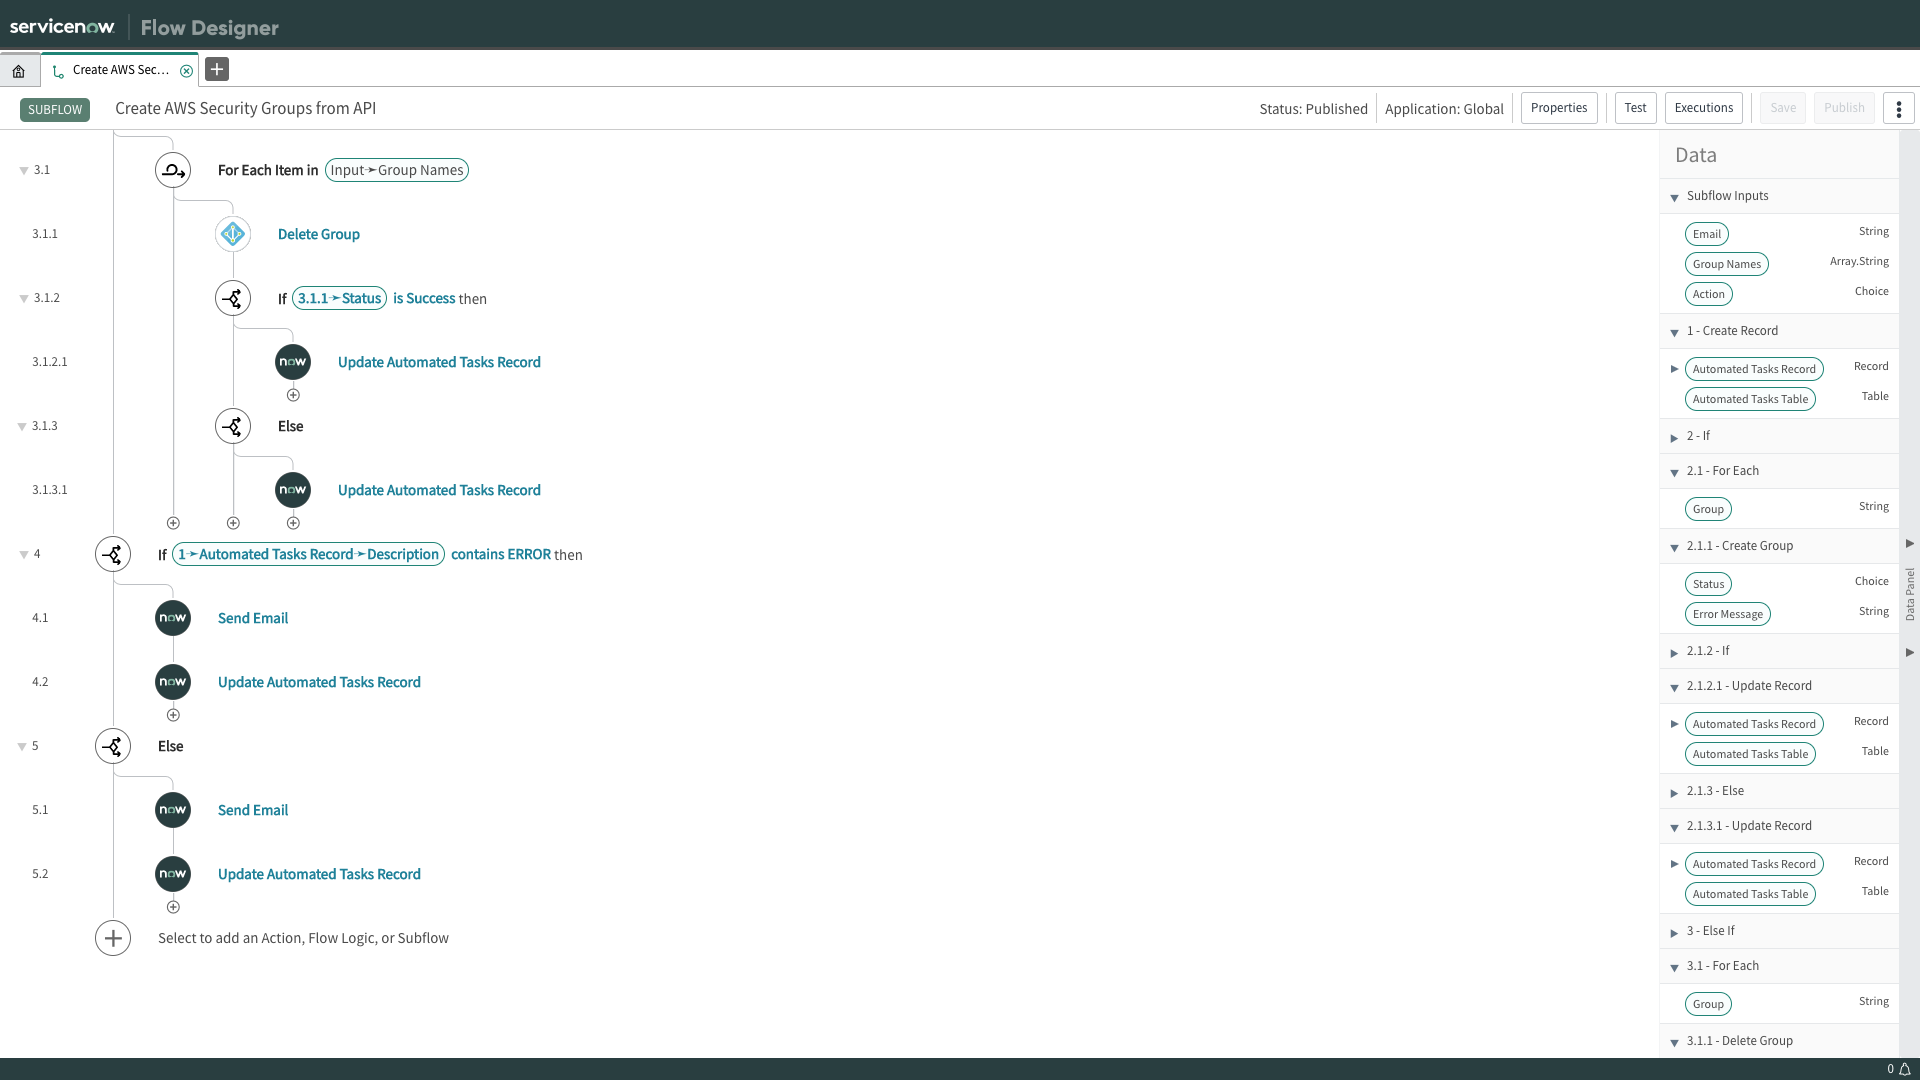 servicenow Flow Designer
Create AWS Sec...
SUBFLOW Create AWS Security Groups from API Status: Published Application: Global Properties Test Executions Save Publish
3.1 For Each Item in Input➛Group Names
3.1.1 Delete Group
3.1.2 If 3.1.1➛Status is Success then
3.1.2.1 now Update Automated Tasks Record
3.1.3 Else
3.1.3.1 now Update Automated Tasks Record
4 If 1➛Automated Tasks Record➛Description contains ERROR then
4.1 now Send Email
4.2 now Update Automated Tasks Record
5 Else
5.1 now Send Email
5.2 now Update Automated Tasks Record
Select to add an Action, Flow Logic, or Subflow
Data
Subflow Inputs
Email String
Group Names Array.String
Action Choice
1 - Create Record
Automated Tasks Record Record
Automated Tasks Table Table
2 - If
2.1 - For Each
Group String
2.1.1 - Create Group
Status Choice
Error Message String
2.1.2 - If
2.1.2.1 - Update Record
Automated Tasks Record Record
Automated Tasks Table Table
2.1.3 - Else
2.1.3.1 - Update Record
Automated Tasks Record Record
Automated Tasks Table Table
3 - Else If
3.1 - For Each
Group String
3.1.1 - Delete Group
Data Panel
0